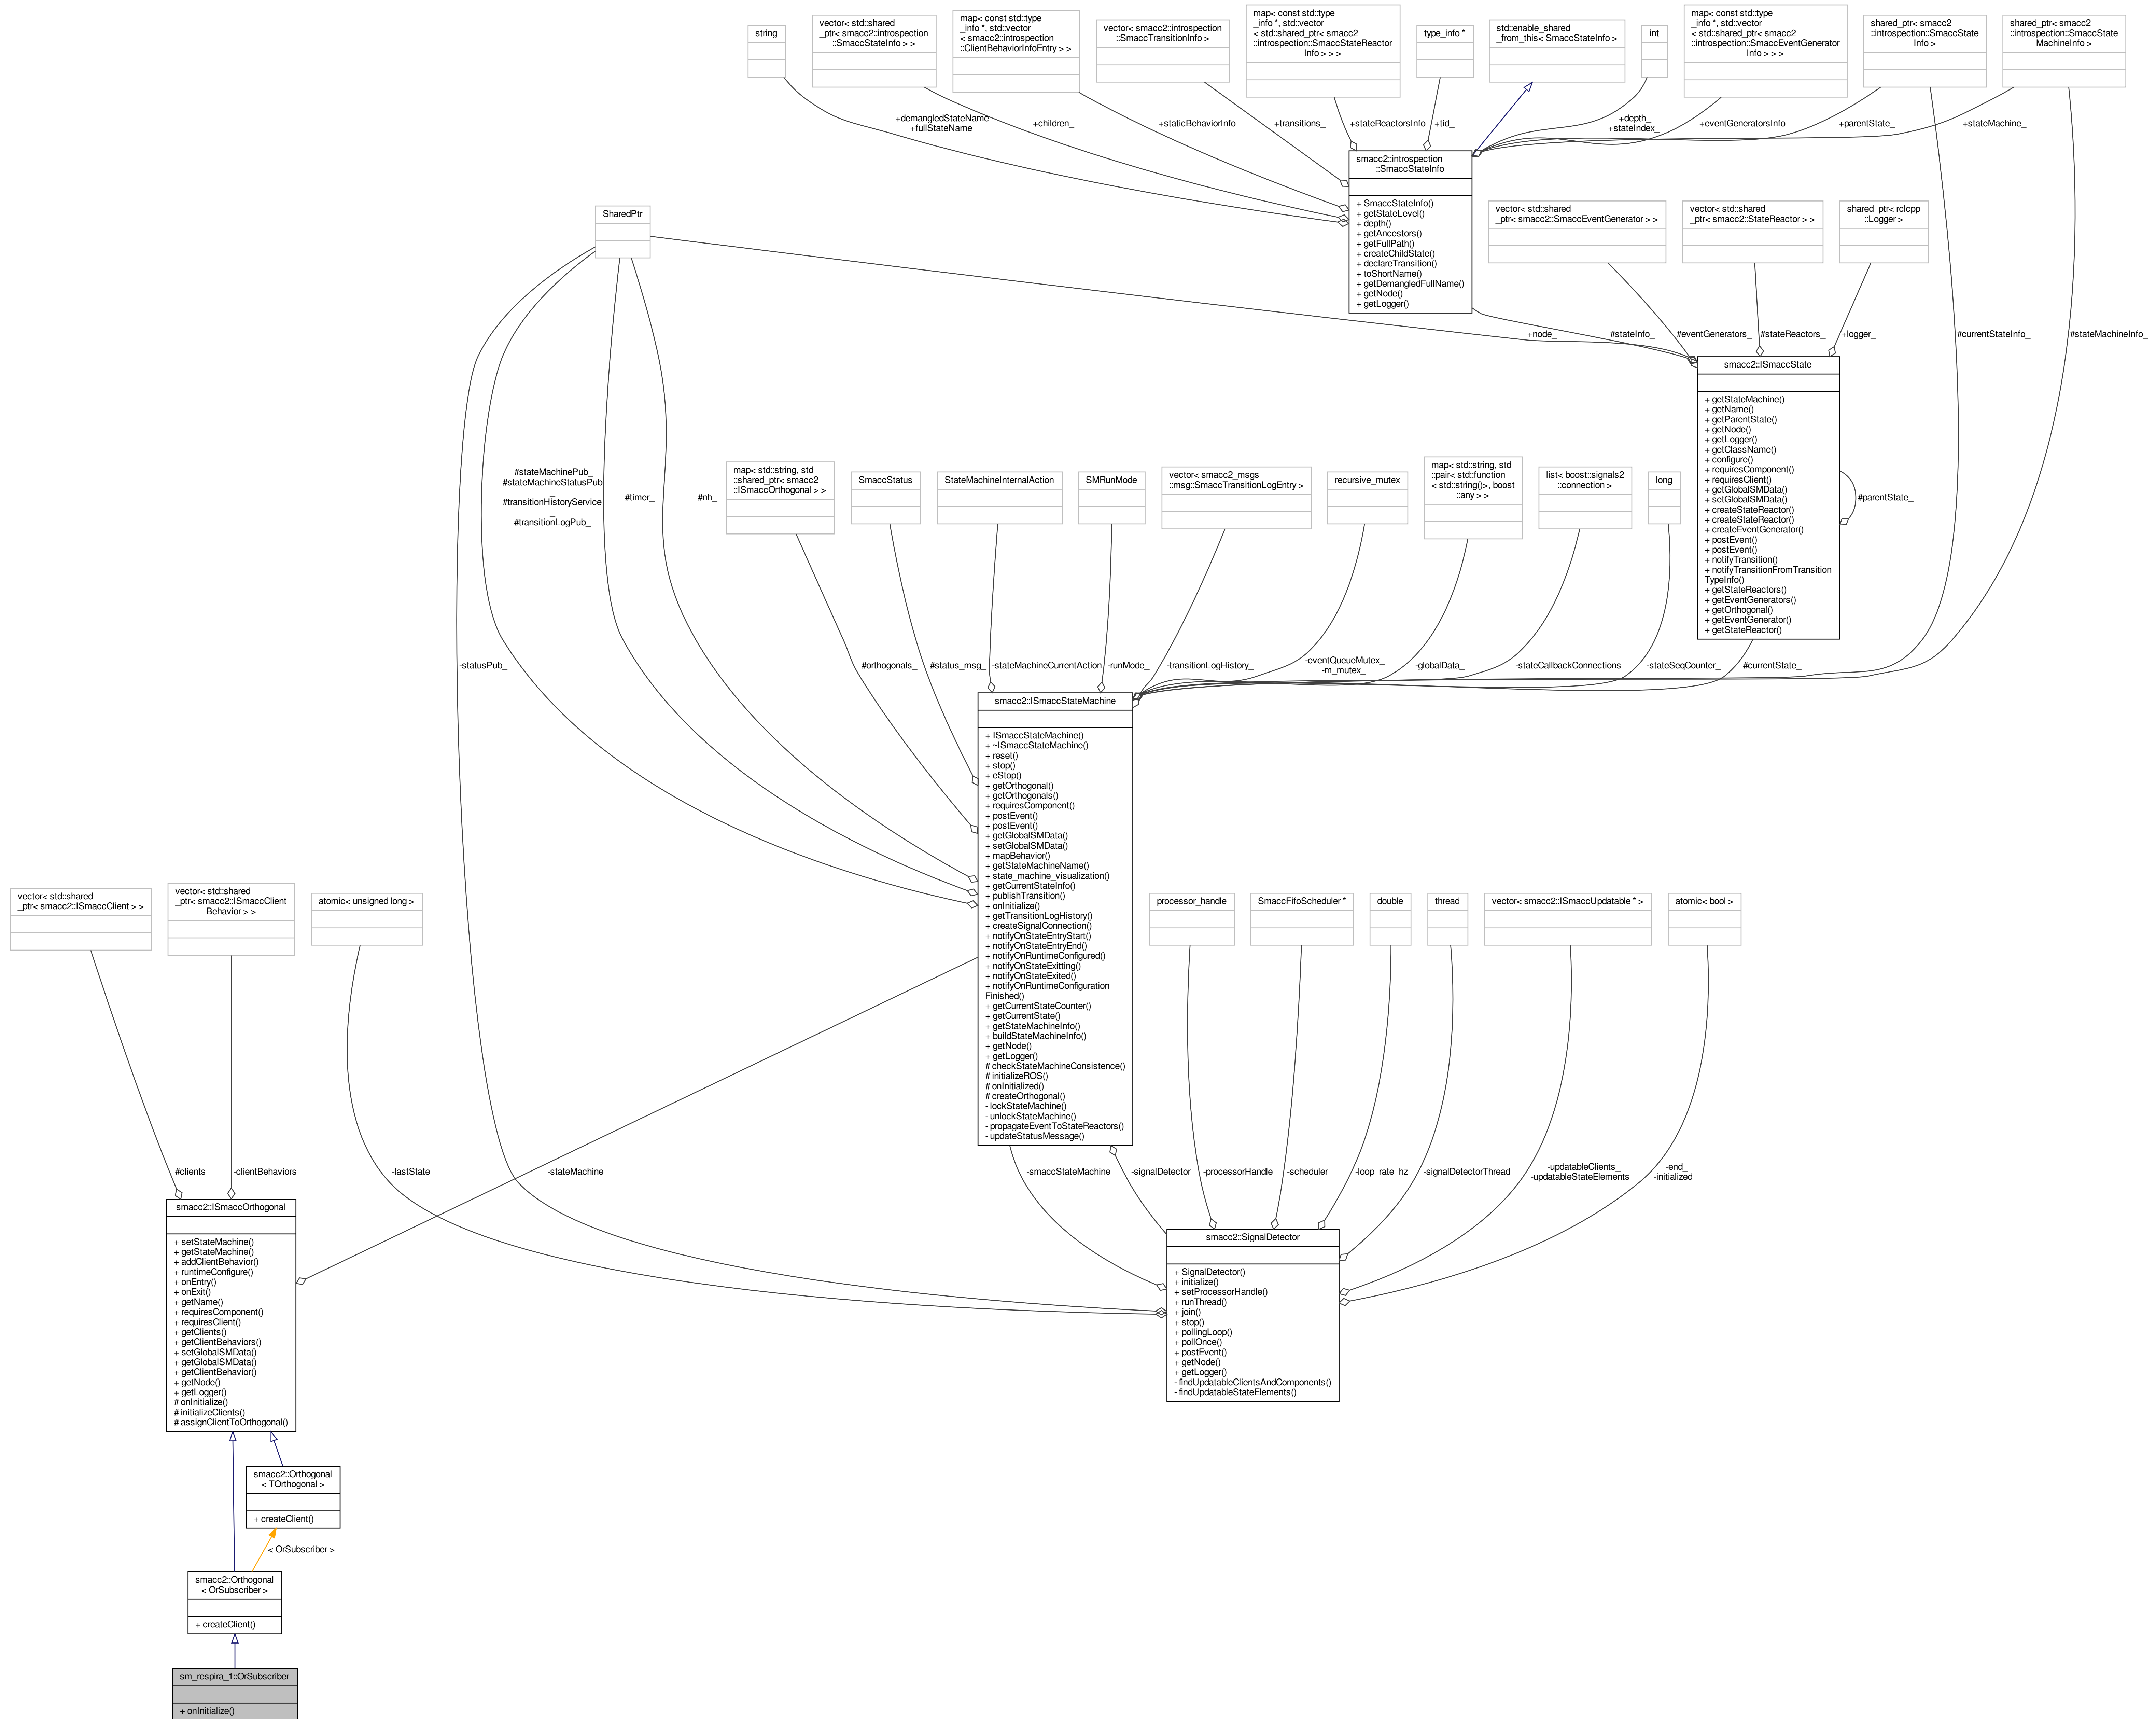 string
vector< std::shared
_ptr< smacc2::introspection
::SmaccStateInfo > >
map< const std::type
_info *, std::vector
< smacc2::introspection
::ClientBehaviorInfoEntry > >
vector< smacc2::introspection
::SmaccTransitionInfo >
map< const std::type
_info *, std::vector
< std::shared_ptr< smacc2
::introspection::SmaccStateReactor
Info > > >
type_info *
std::enable_shared
_from_this< SmaccStateInfo >
int
map< const std::type
_info *, std::vector
< std::shared_ptr< smacc2
::introspection::SmaccEventGenerator
Info > > >
shared_ptr< smacc2
::introspection::SmaccState
Info >
shared_ptr< smacc2
::introspection::SmaccState
MachineInfo >
+demangledStateName
+fullStateName
+children_
+staticBehaviorInfo
+transitions_
+stateReactorsInfo
+tid_
+depth_
+stateIndex_
+eventGeneratorsInfo
+parentState_
+stateMachine_
smacc2::introspection
::SmaccStateInfo
+ SmaccStateInfo()
+ getStateLevel()
+ depth()
+ getAncestors()
+ getFullPath()
+ createChildState()
+ declareTransition()
+ toShortName()
+ getDemangledFullName()
+ getNode()
+ getLogger()
SharedPtr
vector< std::shared
_ptr< smacc2::SmaccEventGenerator > >
vector< std::shared
_ptr< smacc2::StateReactor > >
shared_ptr< rclcpp
::Logger >
+node_
#stateInfo_
#eventGenerators_
#stateReactors_
+logger_
#currentStateInfo_
#stateMachineInfo_
smacc2::ISmaccState
+ getStateMachine()
+ getName()
+ getParentState()
+ getNode()
+ getLogger()
+ getClassName()
+ configure()
+ requiresComponent()
+ requiresClient()
+ getGlobalSMData()
+ setGlobalSMData()
+ createStateReactor()
+ createStateReactor()
+ createEventGenerator()
+ postEvent()
+ postEvent()
+ notifyTransition()
+ notifyTransitionFromTransition
TypeInfo()
+ getStateReactors()
+ getEventGenerators()
+ getOrthogonal()
+ getEventGenerator()
+ getStateReactor()
#parentState_
#stateMachinePub_
#stateMachineStatusPub
_
#transitionHistoryService
_
#transitionLogPub_
#timer_
#nh_
map< std::string, std
::shared_ptr< smacc2
::ISmaccOrthogonal > >
SmaccStatus
StateMachineInternalAction
SMRunMode
vector< smacc2_msgs
::msg::SmaccTransitionLogEntry >
recursive_mutex
map< std::string, std
::pair< std::function
< std::string()>, boost
::any > >
list< boost::signals2
::connection >
long
-statusPub_
#orthogonals_
#status_msg_
-stateMachineCurrentAction
-runMode_
-transitionLogHistory_
-eventQueueMutex_
-m_mutex_
-globalData_
-stateCallbackConnections
-stateSeqCounter_
#currentState_
smacc2::ISmaccStateMachine
+ ISmaccStateMachine()
+ ~ISmaccStateMachine()
+ reset()
+ stop()
+ eStop()
+ getOrthogonal()
+ getOrthogonals()
+ requiresComponent()
+ postEvent()
+ postEvent()
+ getGlobalSMData()
+ setGlobalSMData()
+ mapBehavior()
+ getStateMachineName()
+ state_machine_visualization()
+ getCurrentStateInfo()
+ publishTransition()
+ onInitialize()
+ getTransitionLogHistory()
+ createSignalConnection()
+ notifyOnStateEntryStart()
+ notifyOnStateEntryEnd()
+ notifyOnRuntimeConfigured()
+ notifyOnStateExitting()
+ notifyOnStateExited()
+ notifyOnRuntimeConfiguration
Finished()
+ getCurrentStateCounter()
+ getCurrentState()
+ getStateMachineInfo()
+ buildStateMachineInfo()
+ getNode()
+ getLogger()
# checkStateMachineConsistence()
# initializeROS()
# onInitialized()
# createOrthogonal()
- lockStateMachine()
- unlockStateMachine()
- propagateEventToStateReactors()
- updateStatusMessage()
vector< std::shared
_ptr< smacc2::ISmaccClient > >
vector< std::shared
_ptr< smacc2::ISmaccClient
Behavior > >
atomic< unsigned long >
processor_handle
SmaccFifoScheduler *
double
thread
vector< smacc2::ISmaccUpdatable * >
atomic< bool >
#clients_
-clientBehaviors_
-lastState_
-stateMachine_
-smaccStateMachine_
-signalDetector_
-processorHandle_
-scheduler_
-loop_rate_hz
-signalDetectorThread_
-updatableClients_
-updatableStateElements_
-end_
-initialized_
smacc2::ISmaccOrthogonal
+ setStateMachine()
+ getStateMachine()
+ addClientBehavior()
+ runtimeConfigure()
+ onEntry()
+ onExit()
+ getName()
+ requiresComponent()
+ requiresClient()
+ getClients()
+ getClientBehaviors()
+ setGlobalSMData()
+ getGlobalSMData()
+ getClientBehavior()
+ getNode()
+ getLogger()
# onInitialize()
# initializeClients()
# assignClientToOrthogonal()
smacc2::SignalDetector
+ SignalDetector()
+ initialize()
+ setProcessorHandle()
+ runThread()
+ join()
+ stop()
+ pollingLoop()
+ pollOnce()
+ postEvent()
+ getNode()
+ getLogger()
- findUpdatableClientsAndComponents()
- findUpdatableStateElements()
smacc2::Orthogonal
< TOrthogonal >
+ createClient()
< OrSubscriber >
smacc2::Orthogonal
< OrSubscriber >
+ createClient()
sm_respira_1::OrSubscriber
+ onInitialize()